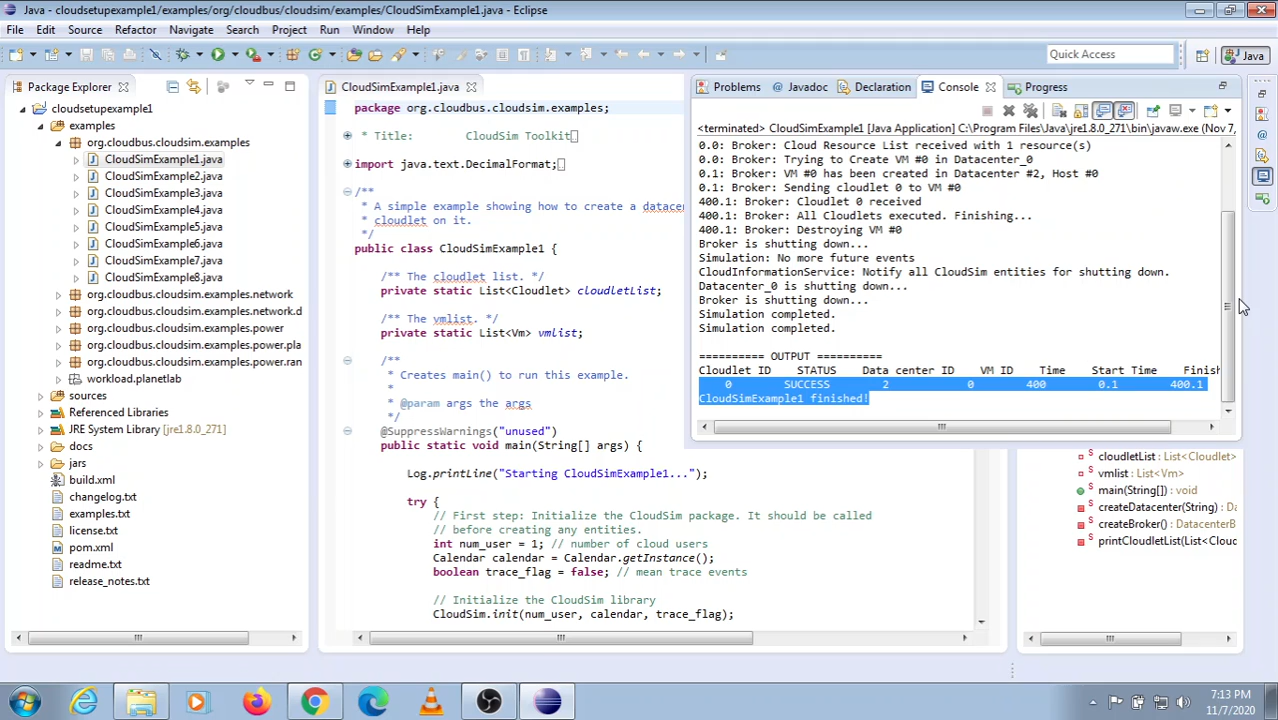 Java - cloudsetupexample1/examples/org/cloudbus/cloudsim/examples/CloudSimExample1.java - Eclipse
File Edit Source Refactor Navigate Search Project Run Window Help
Quick Access
Java
Package Explorer
cloudsetupexample1
examples
org.cloudbus.cloudsim.examples
CloudSimExample1.java
CloudSimExample2.java
CloudSimExample3.java
CloudSimExample4.java
CloudSimExample5.java
CloudSimExample6.java
CloudSimExample7.java
CloudSimExample8.java
org.cloudbus.cloudsim.examples.network
org.cloudbus.cloudsim.examples.network.d
org.cloudbus.cloudsim.examples.power
org.cloudbus.cloudsim.examples.power.pla
org.cloudbus.cloudsim.examples.power.ran
workload.planetlab
sources
Referenced Libraries
JRE System Library [jre1.8.0_271]
docs
jars
build.xml
changelog.txt
examples.txt
license.txt
pom.xml
readme.txt
release_notes.txt
CloudSimExample1.java
package org.cloudbus.cloudsim.examples;
* Title: CloudSim Toolkit
import java.text.DecimalFormat;
/**
* A simple example showing how to create a datace
* cloudlet on it.
*/
public class CloudSimExample1 {
/** The cloudlet list. */
private static List<Cloudlet> cloudletList;
/** The vmlist. */
private static List<Vm> vmlist;
/**
* Creates main() to run this example.
*
* @param args the args
*/
@SuppressWarnings("unused")
public static void main(String[] args) {
Log.printLine("Starting CloudSimExample1...");
try {
// First step: Initialize the CloudSim package. It should be called
// before creating any entities.
int num_user = 1; // number of cloud users
Calendar calendar = Calendar.getInstance();
boolean trace_flag = false; // mean trace events
// Initialize the CloudSim library
CloudSim.init(num_user, calendar, trace_flag);
Problems Javadoc Declaration Console Progress
<terminated> CloudSimExample1 [Java Application] C:\Program Files\Java\jre1.8.0_271\bin\javaw.exe (Nov 7,
0.0: Broker: Cloud Resource List received with 1 resource(s)
0.0: Broker: Trying to Create VM #0 in Datacenter_0
0.1: Broker: VM #0 has been created in Datacenter #2, Host #0
0.1: Broker: Sending cloudlet 0 to VM #0
400.1: Broker: Cloudlet 0 received
400.1: Broker: All Cloudlets executed. Finishing...
400.1: Broker: Destroying VM #0
Broker is shutting down...
Simulation: No more future events
CloudInformationService: Notify all CloudSim entities for shutting down.
Datacenter_0 is shutting down...
Broker is shutting down...
Simulation completed.
Simulation completed.
========== OUTPUT ==========
Cloudlet ID STATUS Data center ID VM ID Time Start Time Finish
0 SUCCESS 2 0 400 0.1 400.1
CloudSimExample1 finished!
cloudletList : List<Cloudlet>
vmlist : List<Vm>
main(String[]) : void
createDatacenter(String) : Da
createBroker() : DatacenterB
printCloudletList(List<Clou
7:13 PM
11/7/2020